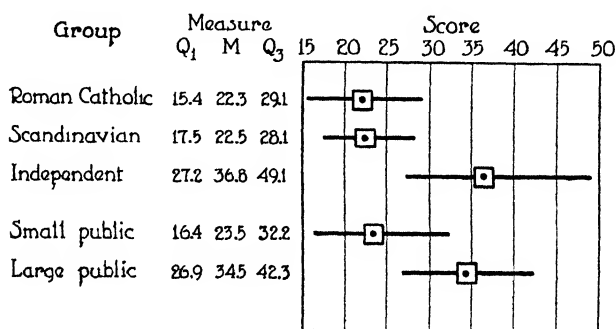 Group Measure Score
Q1 M Q3 15 20 25 30 35 40 45 50
Roman Catholic 15.4 22.3 29.1
Scandinavian 17.5 22.5 28.1
Independent 27.2 36.8 49.1
Small public 16.4 23.5 32.2
Large public 26.9 34.5 42.3